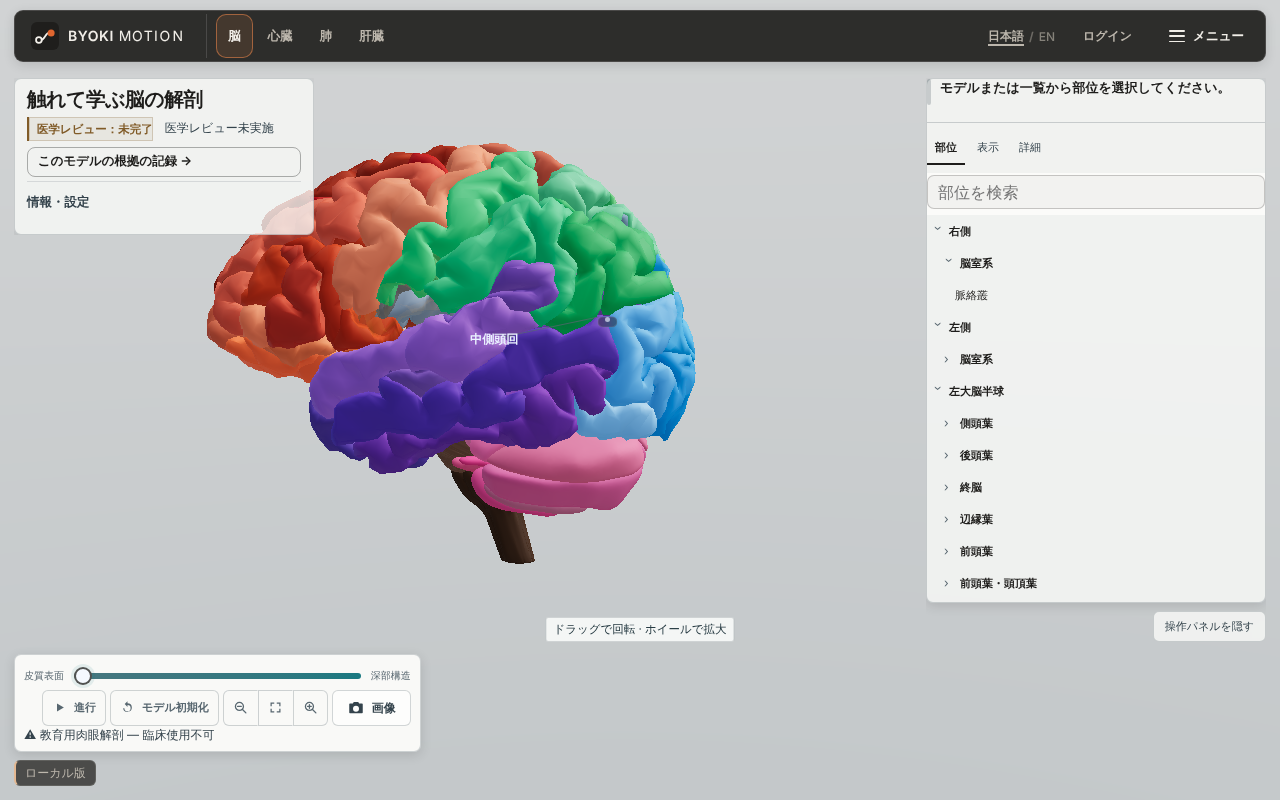 BYOKI MOTION 脳 心臓 肺 肝臓 日本語 / EN ログイン メニュー
触れて学ぶ脳の解剖
医学レビュー：未完了 医学レビュー未実施
このモデルの根拠の記録 →
情報・設定
中側頭回
モデルまたは一覧から部位を選択してください。
部位 表示 詳細
部位を検索
右側
脳室系
脈絡叢
左側
脳室系
左大脳半球
側頭葉
後頭葉
終脳
辺縁葉
前頭葉
前頭葉・頭頂葉
操作パネルを隠す
ドラッグで回転 · ホイールで拡大
皮質表面 深部構造
進行 モデル初期化 画像
教育用肉眼解剖 — 臨床使用不可
ローカル版